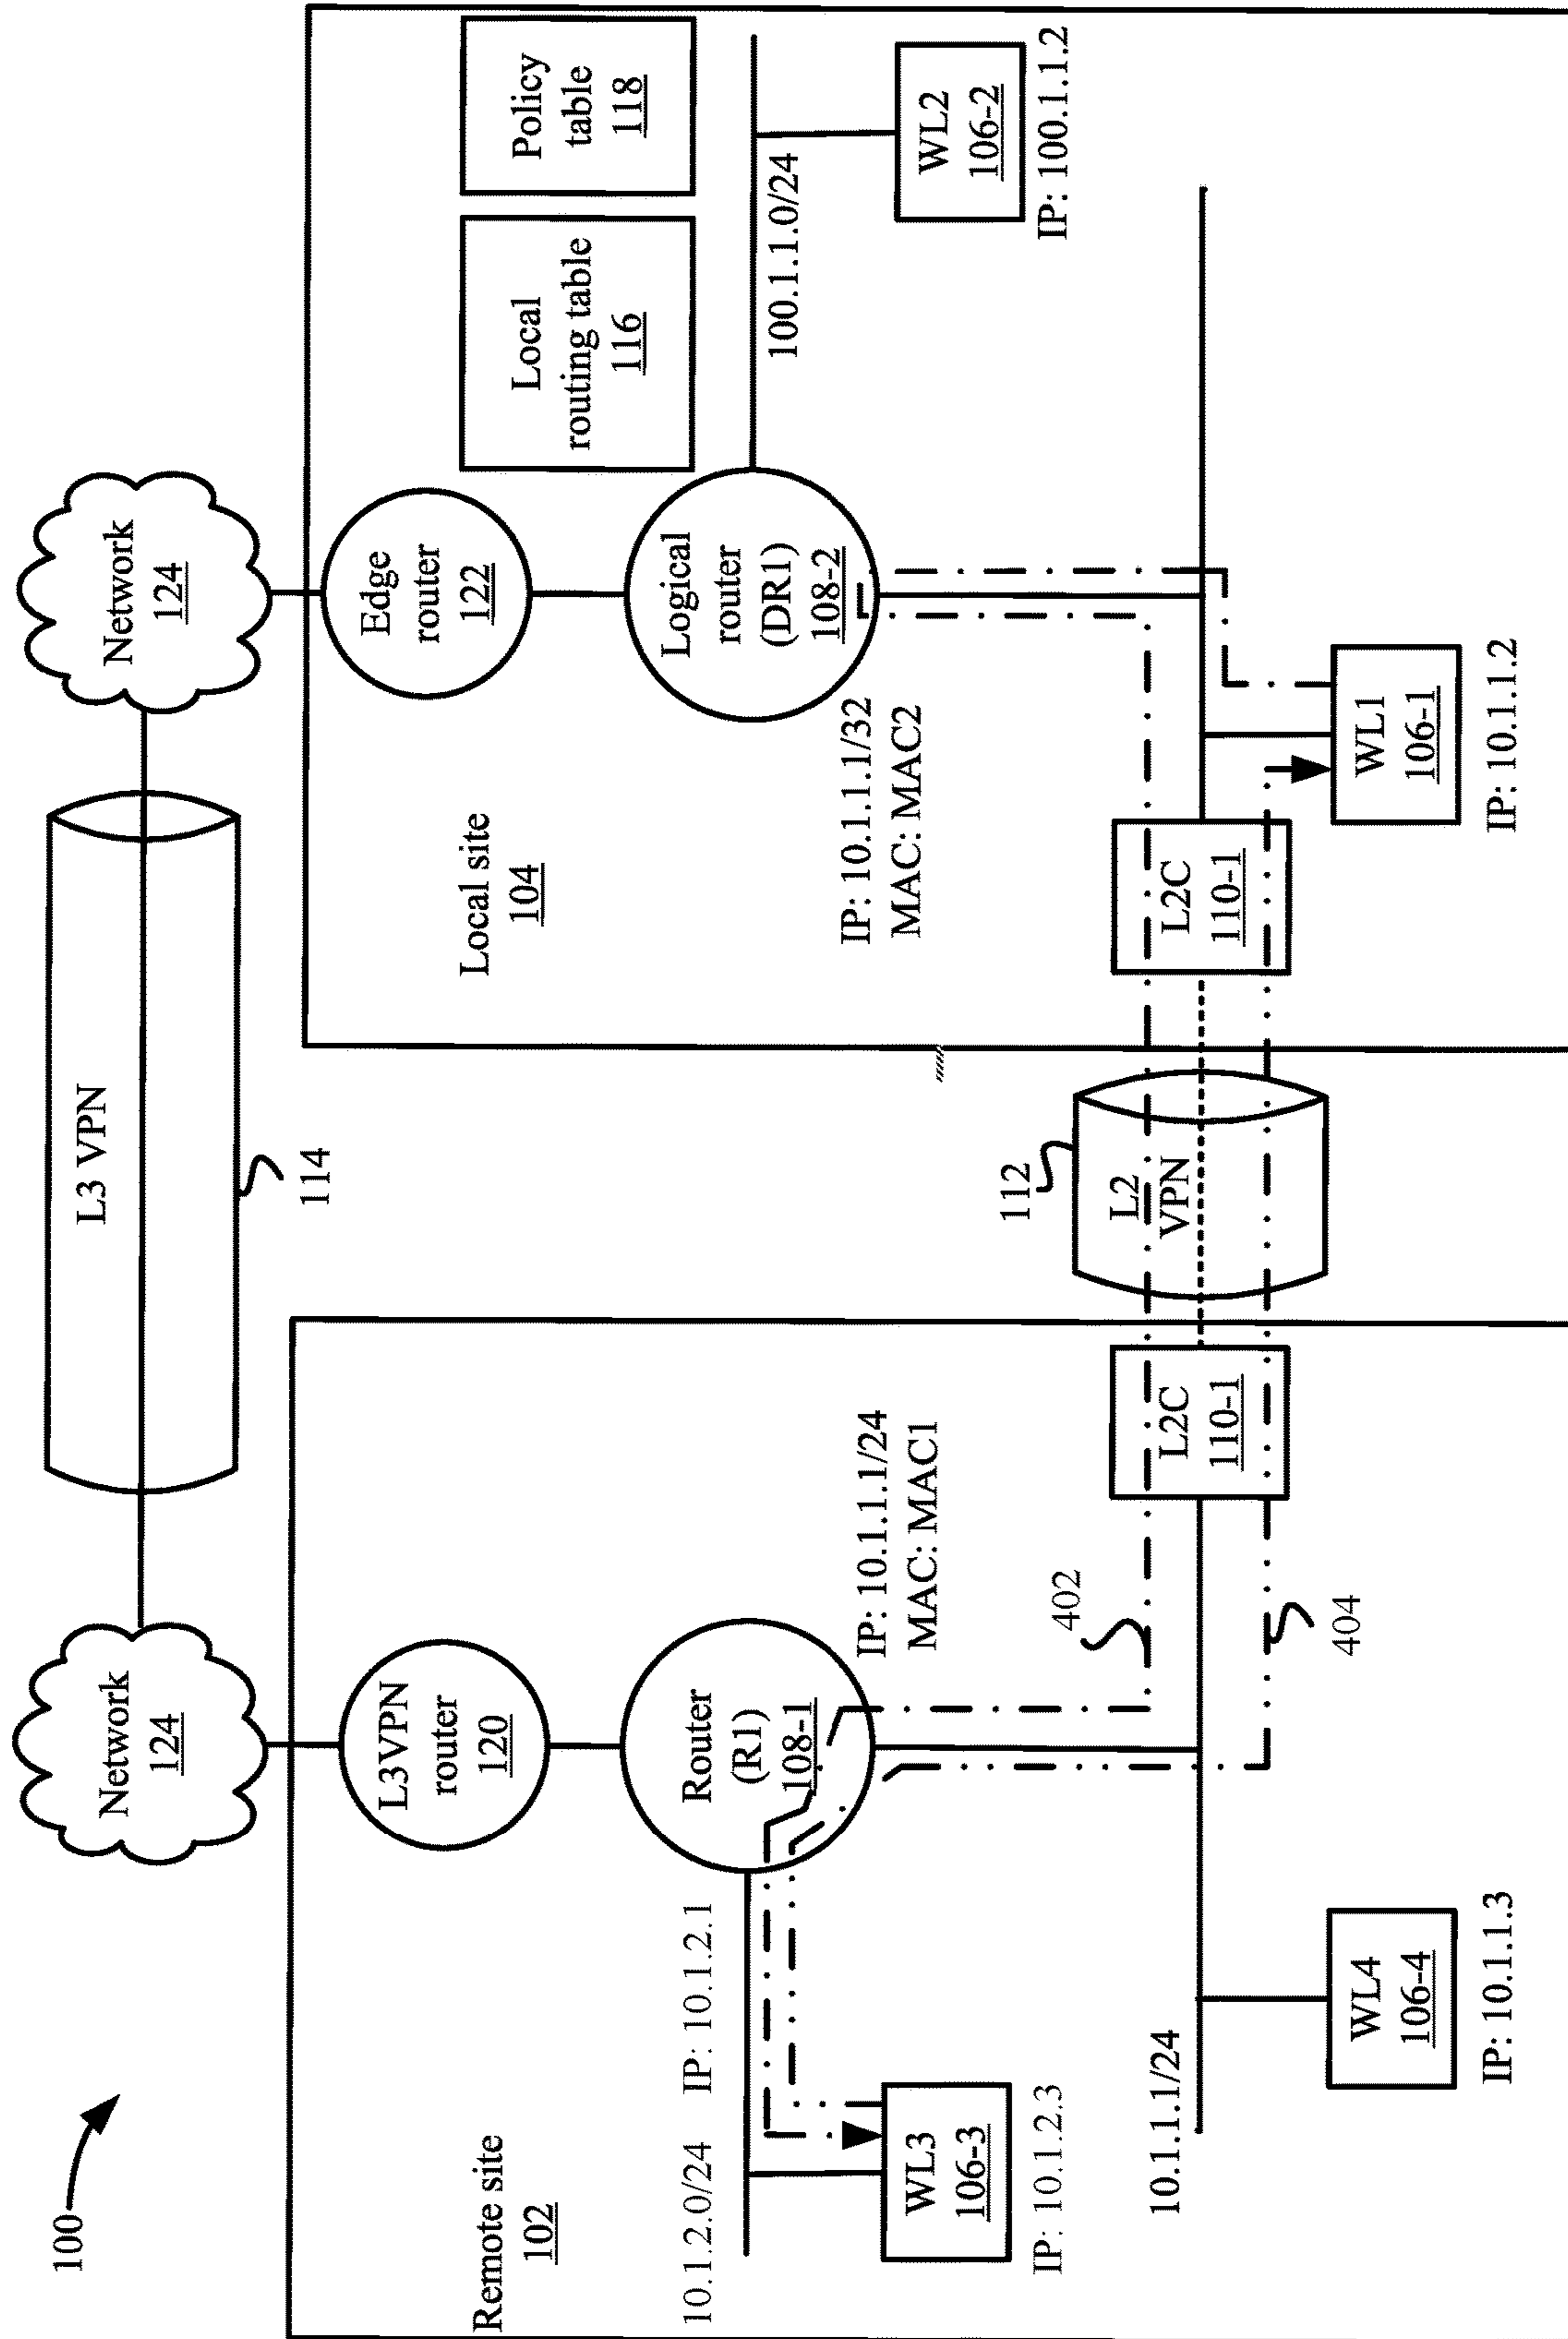 100
Network
124
L3 VPN
114
Network
124
Remote site
102
L3VPN
router
120
Router
(R1)
108-1
10.1.2.0/24
IP: 10.1.2.1
WL3
106-3
IP: 10.1.2.3
IP: 10.1.1.1/24
MAC: MAC1
402
404
10.1.1.1/24
WL4
106-4
IP: 10.1.1.3
L2C
110-1
112
L2
VPN
Local site
104
Edge
router
122
Logical
router
(DR1)
108-2
Local
routing table
116
Policy
table
118
100.1.1.0/24
WL2
106-2
IP: 100.1.1.2
IP: 10.1.1.1/32
MAC: MAC2
L2C
110-1
WL1
106-1
IP: 10.1.1.2